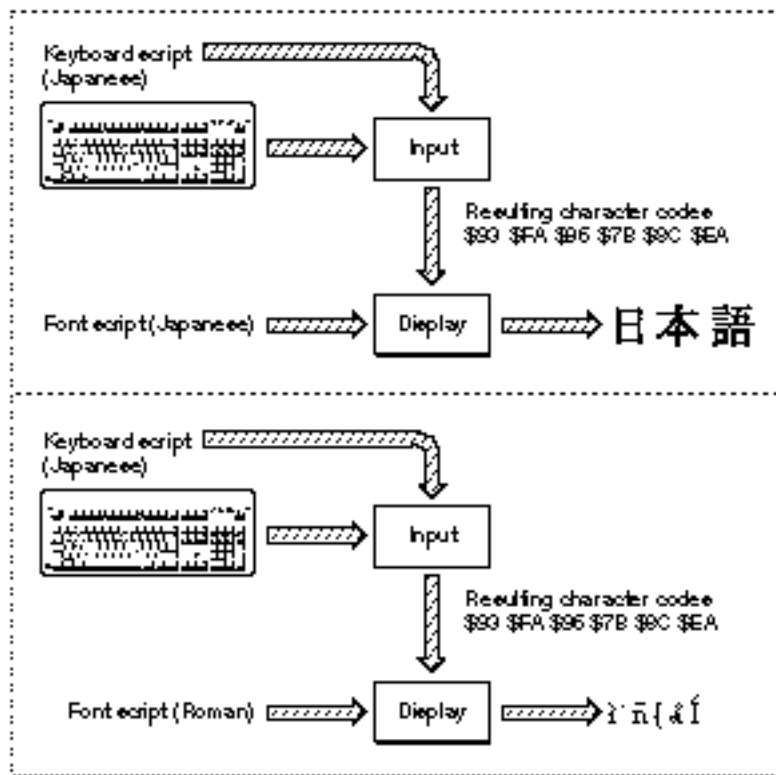 Keyboard script
(Japanese)
Input
Resulting character codes
$93 $FA $96 $7B $8C $EA
Font script (Japanese)
Display
日本語
Keyboard script
(Japanese)
Input
Resulting character codes
$93 $FA $96 $7B $8C $EA
Font script (Roman)
Display